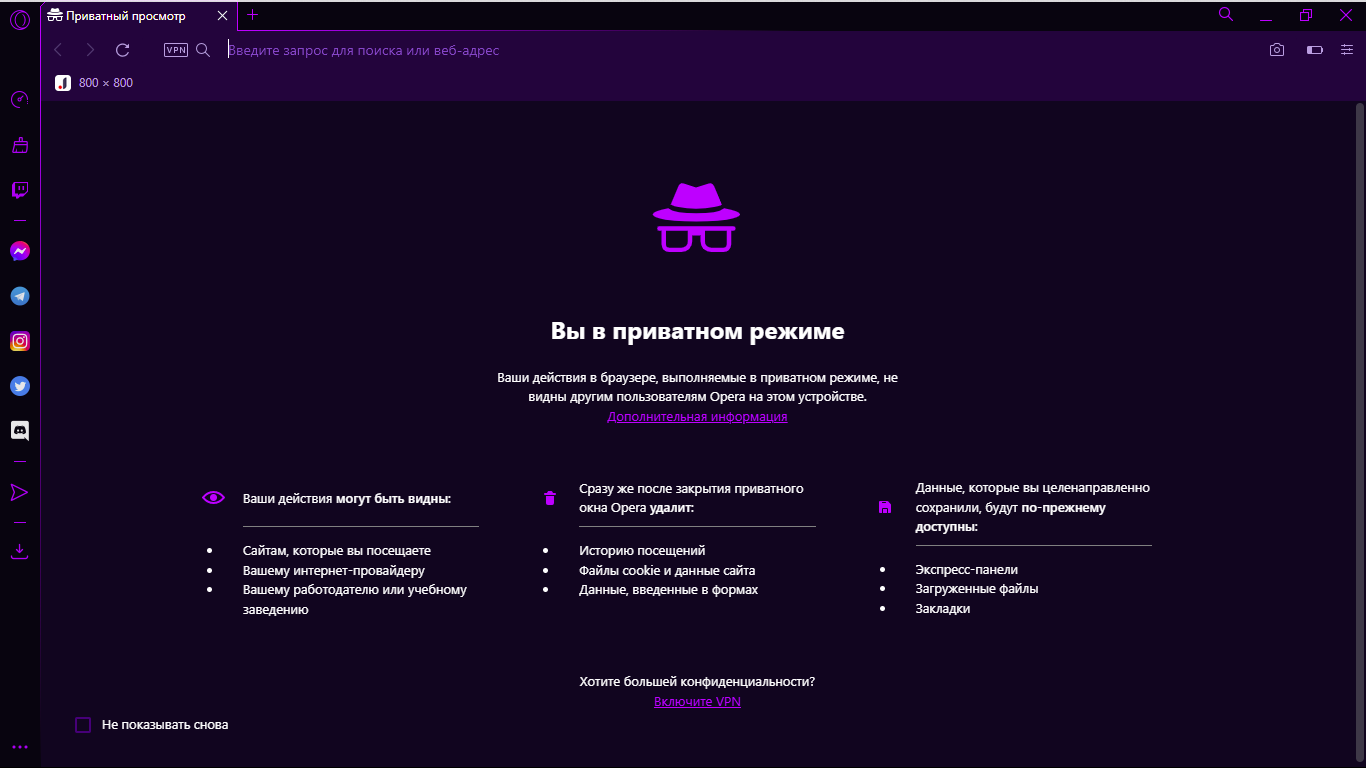 Приватный просмотр
VPN
Введите запрос для поиска или веб-адрес
800 × 800
Вы в приватном режиме
Ваши действия в браузере, выполняемые в приватном режиме, не
видны другим пользователям Opera на этом устройстве.
Дополнительная информация
Ваши действия могут быть видны:
Сайтам, которые вы посещаете
Вашему интернет-провайдеру
Вашему работодателю или учебному
заведению
Сразу же после закрытия приватного
окна Opera удалит:
Историю посещений
Файлы cookie и данные сайта
Данные, введенные в формах
Данные, которые вы целенаправленно
сохранили, будут по-прежнему
доступны:
Экспресс-панели
Загруженные файлы
Закладки
Хотите большей конфиденциальности?
Включите VPN
Не показывать снова